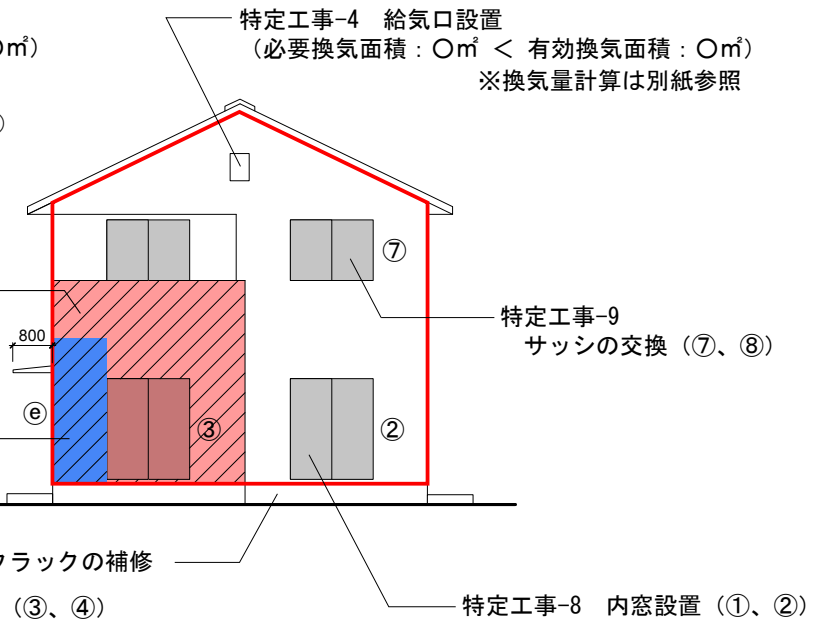 特定工事-4　給気口設置
（必要換気面積：〇㎡ ＜ 有効換気面積：〇㎡）
※換気量計算は別紙参照
〇㎡）
）
⑦
特定工事-9
サッシの交換（⑦、⑧）
800
ⓔ
③
②
クラックの補修
（③、④）
特定工事-8　内窓設置（①、②）